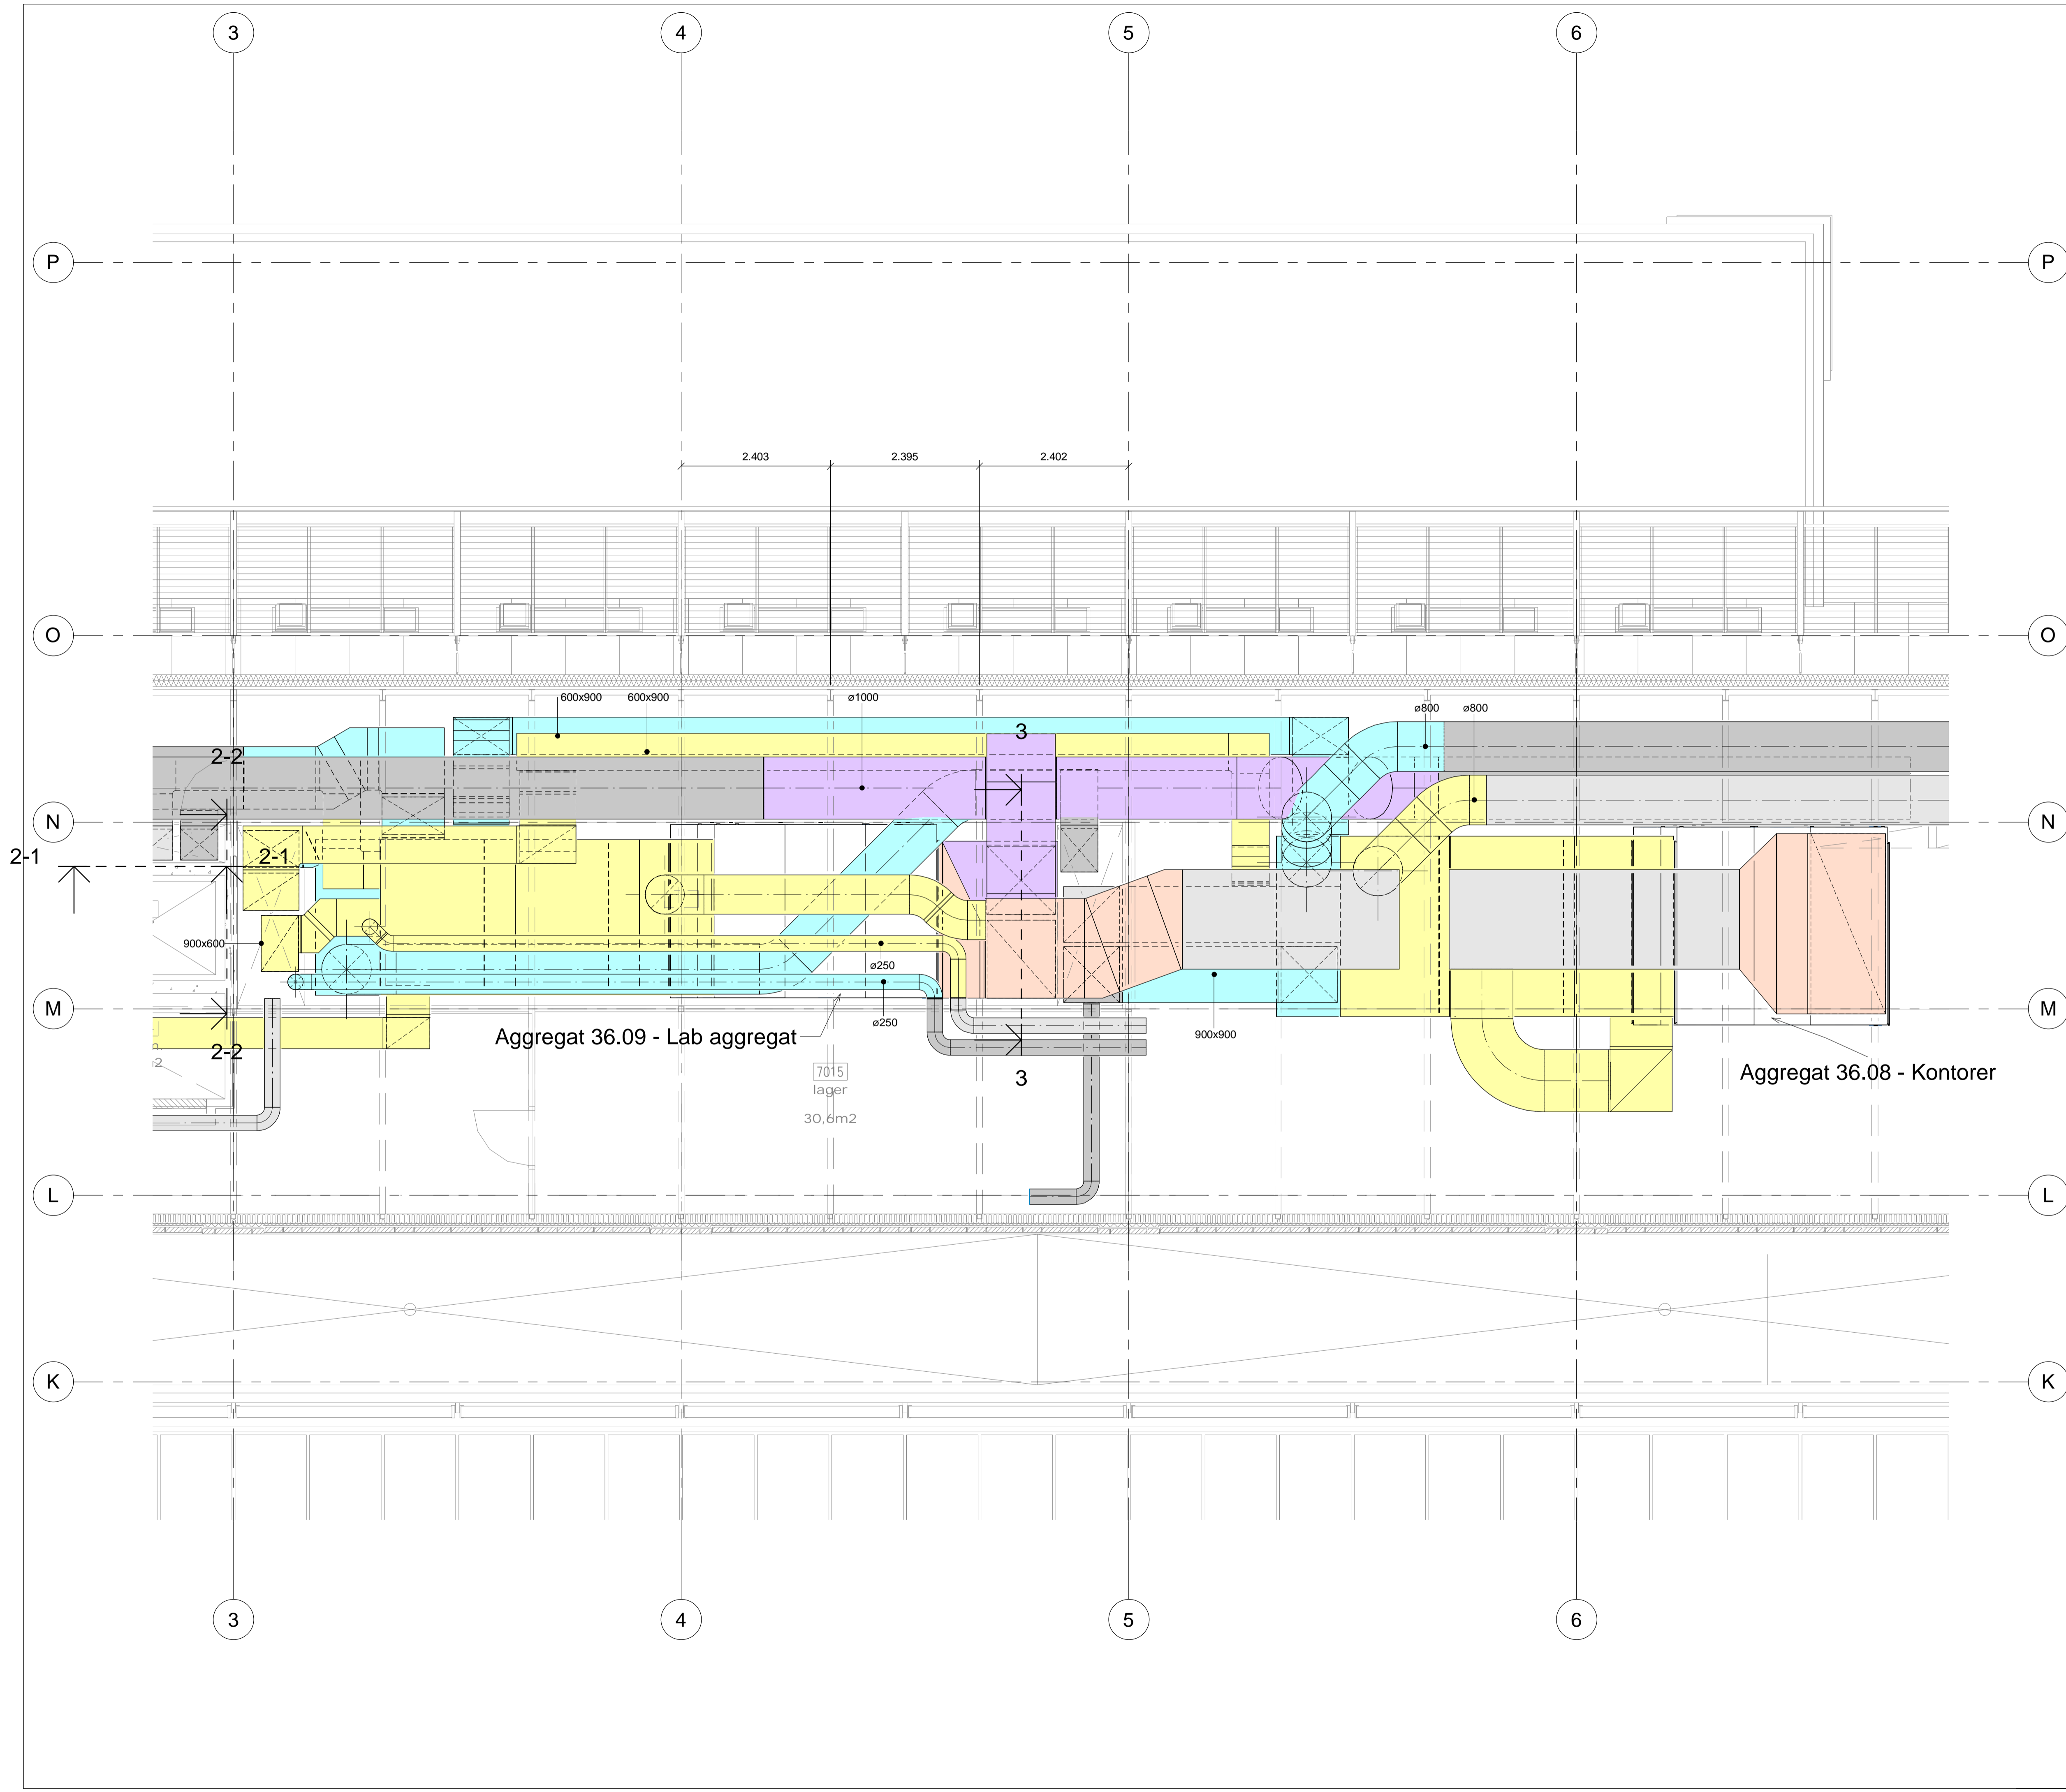 3 4 5 6
P P
2.403 2.395 2.402
O O
600x900 600x900 ø1000 ø800 ø800
3
2-2
N N
2-1 2-1
900x600
ø250
M M
ø250
900x900
Aggregat 36.09 - Lab aggregat
2-2
3
7015
lager
30,6m2
Aggregat 36.08 - Kontorer
L L
K K
3 4 5 6